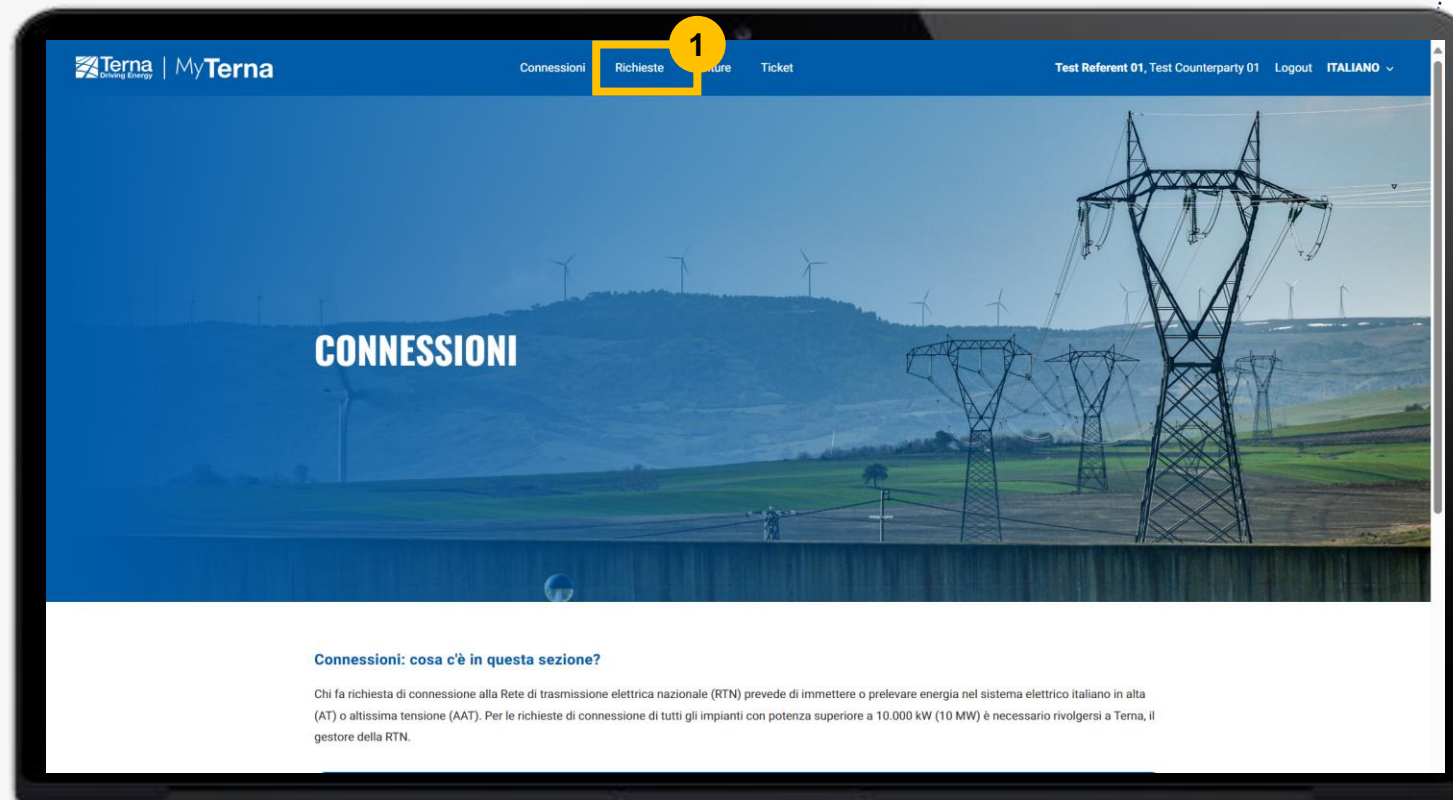 1
Terna
Driving Energy
MyTerna
Connessioni Richieste Ticket
Test Referent 01, Test Counterparty 01 Logout ITALIANO
CONNESSIONI
Connessioni: cosa c'è in questa sezione?
Chi fa richiesta di connessione alla Rete di trasmissione elettrica nazionale (RTN) prevede di immettere o prelevare energia nel sistema elettrico italiano in alta
(AT) o altissima tensione (AAT). Per le richieste di connessione di tutti gli impianti con potenza superiore a 10.000 kW (10 MW) è necessario rivolgersi a Terna, il
gestore della RTN.